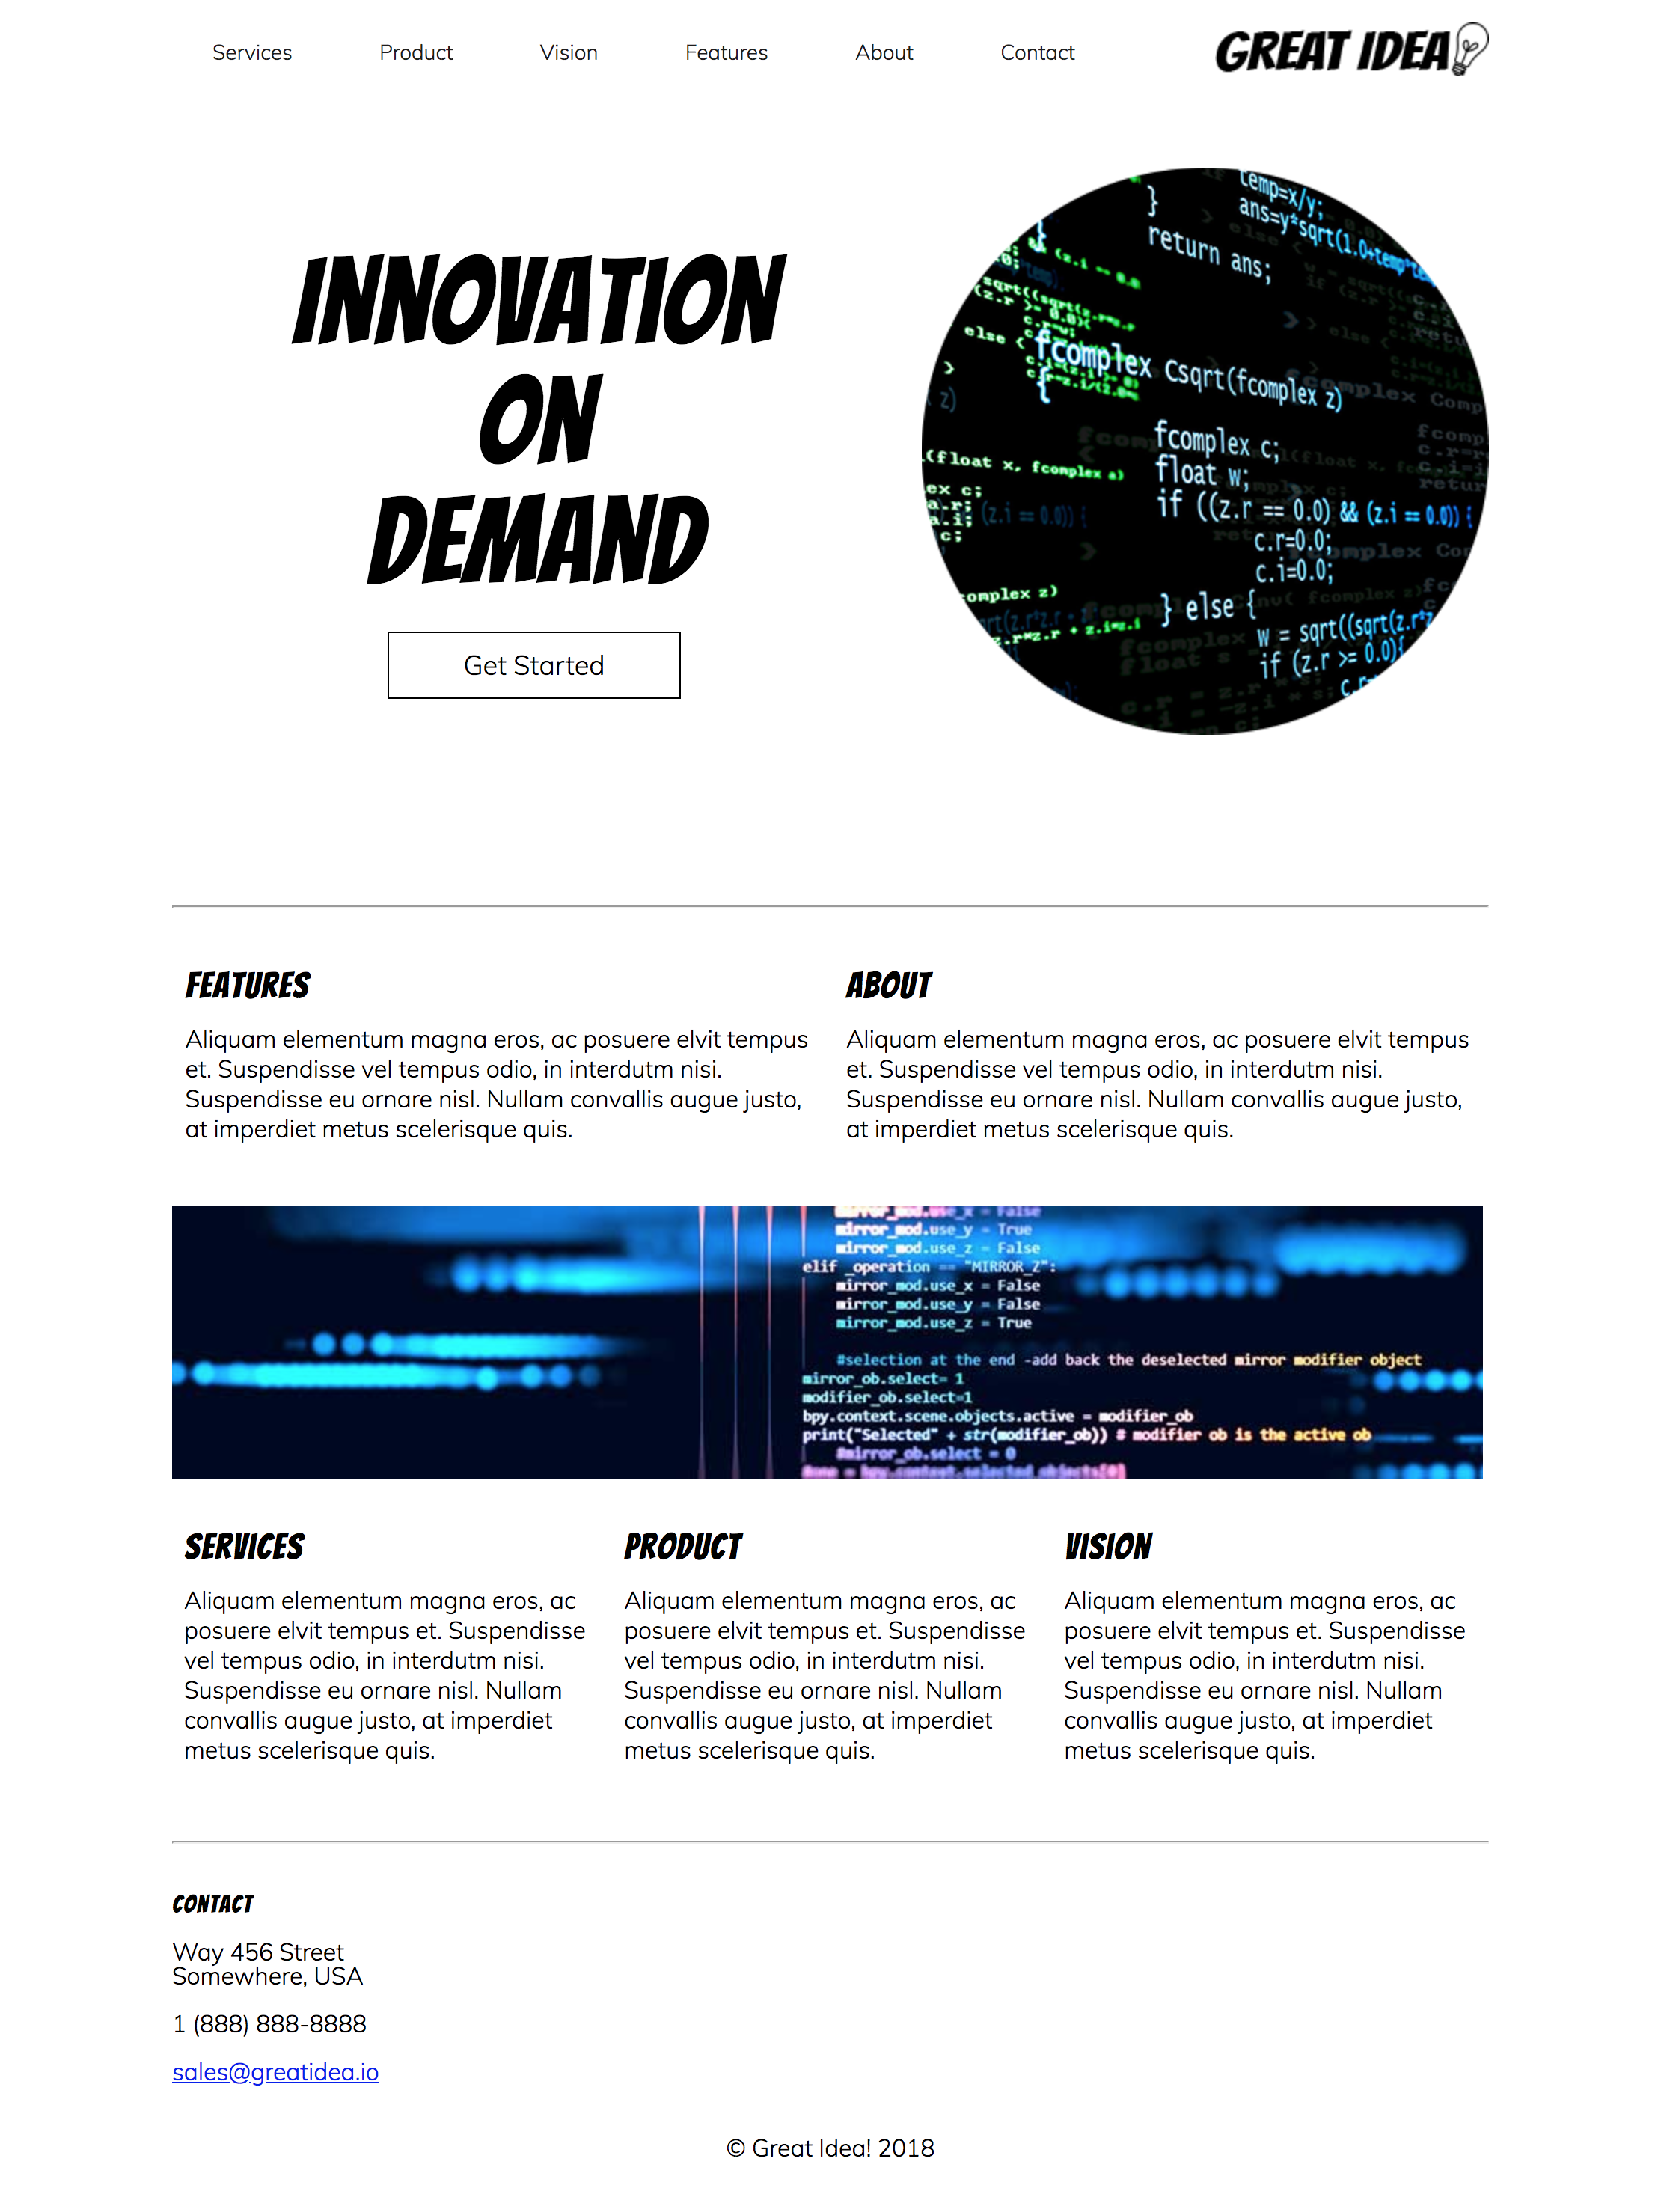 Services Product Vision Features About Contact GREAT IDEA
INNOVATION
ON
DEMAND
Get Started
temp=x/y;
ans=y*sqrt(1.0+temp*te
}
return ans;
fcomplex Csqrt(fcomplex z)
{
fcomplex c;
float w;
if ((z.r == 0.0) && (z.i == 0.0)) {
c.r=0.0;
c.i=0.0;
} else {
w = sqrt((sqrt(z.r*z
if (z.r >= 0.0){
(float x, fcomplex a)
omplex z)
z.r*z.r + z.i*z.i
FEATURES
Aliquam elementum magna eros, ac posuere elvit tempus
et. Suspendisse vel tempus odio, in interdutm nisi.
Suspendisse eu ornare nisl. Nullam convallis augue justo,
at imperdiet metus scelerisque quis.
ABOUT
Aliquam elementum magna eros, ac posuere elvit tempus
et. Suspendisse vel tempus odio, in interdutm nisi.
Suspendisse eu ornare nisl. Nullam convallis augue justo,
at imperdiet metus scelerisque quis.
mirror_mod.use_x = False
mirror_mod.use_y = True
mirror_mod.use_z = False
elif _operation == "MIRROR_Z":
mirror_mod.use_x = False
mirror_mod.use_y = False
mirror_mod.use_z = True
#selection at the end -add back the deselected mirror modifier object
mirror_ob.select= 1
modifier_ob.select=1
bpy.context.scene.objects.active = modifier_ob
print("Selected" + str(modifier_ob)) # modifier ob is the active ob
#mirror_ob.select = 0
= bpy.context.selected_objects[0]
SERVICES
Aliquam elementum magna eros, ac
posuere elvit tempus et. Suspendisse
vel tempus odio, in interdutm nisi.
Suspendisse eu ornare nisl. Nullam
convallis augue justo, at imperdiet
metus scelerisque quis.
PRODUCT
Aliquam elementum magna eros, ac
posuere elvit tempus et. Suspendisse
vel tempus odio, in interdutm nisi.
Suspendisse eu ornare nisl. Nullam
convallis augue justo, at imperdiet
metus scelerisque quis.
VISION
Aliquam elementum magna eros, ac
posuere elvit tempus et. Suspendisse
vel tempus odio, in interdutm nisi.
Suspendisse eu ornare nisl. Nullam
convallis augue justo, at imperdiet
metus scelerisque quis.
CONTACT
Way 456 Street
Somewhere, USA
1 (888) 888-8888
sales@greatidea.io
© Great Idea! 2018